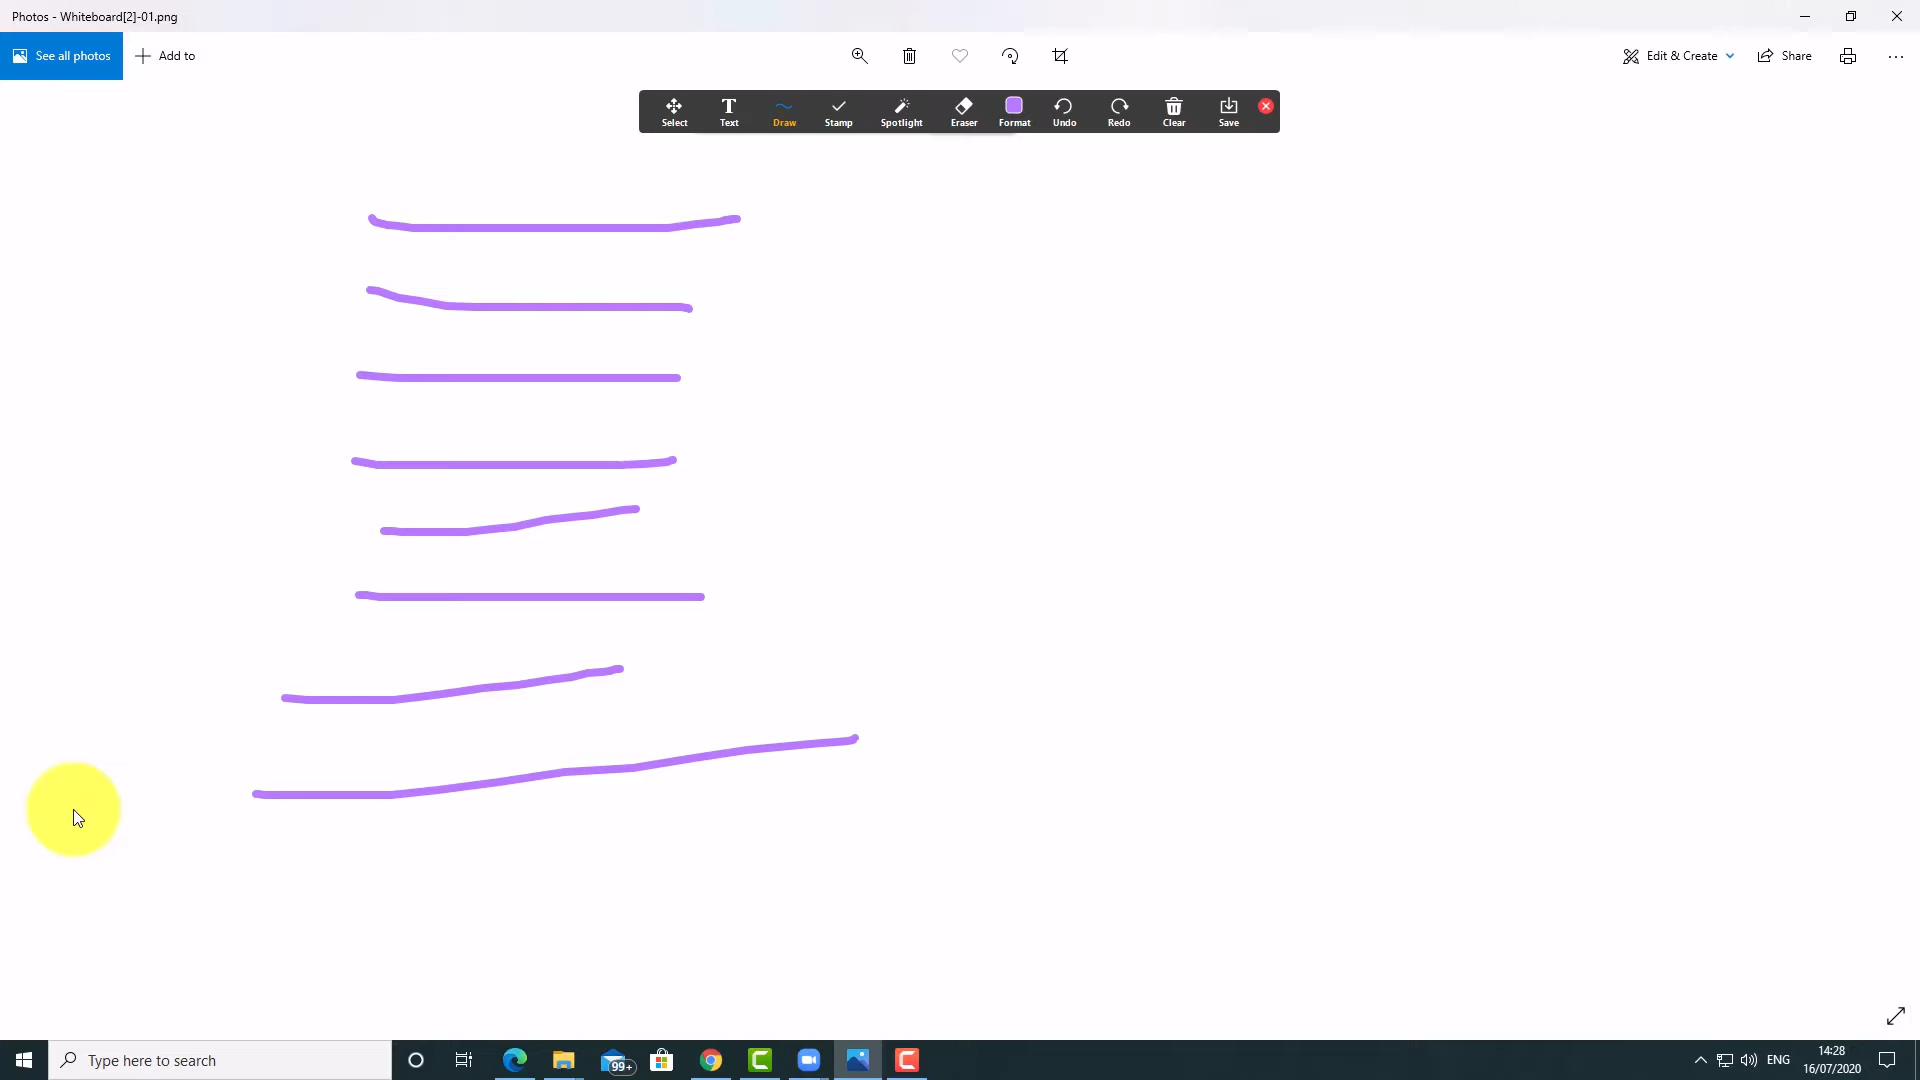 Photos - Whiteboard[2]-01.png
See all photos
Add to
Edit & Create
Share
Select
Text
Draw
Stamp
Spotlight
Eraser
Format
Undo
Redo
Clear
Save
Type here to search
99+
ENG
14:28
16/07/2020